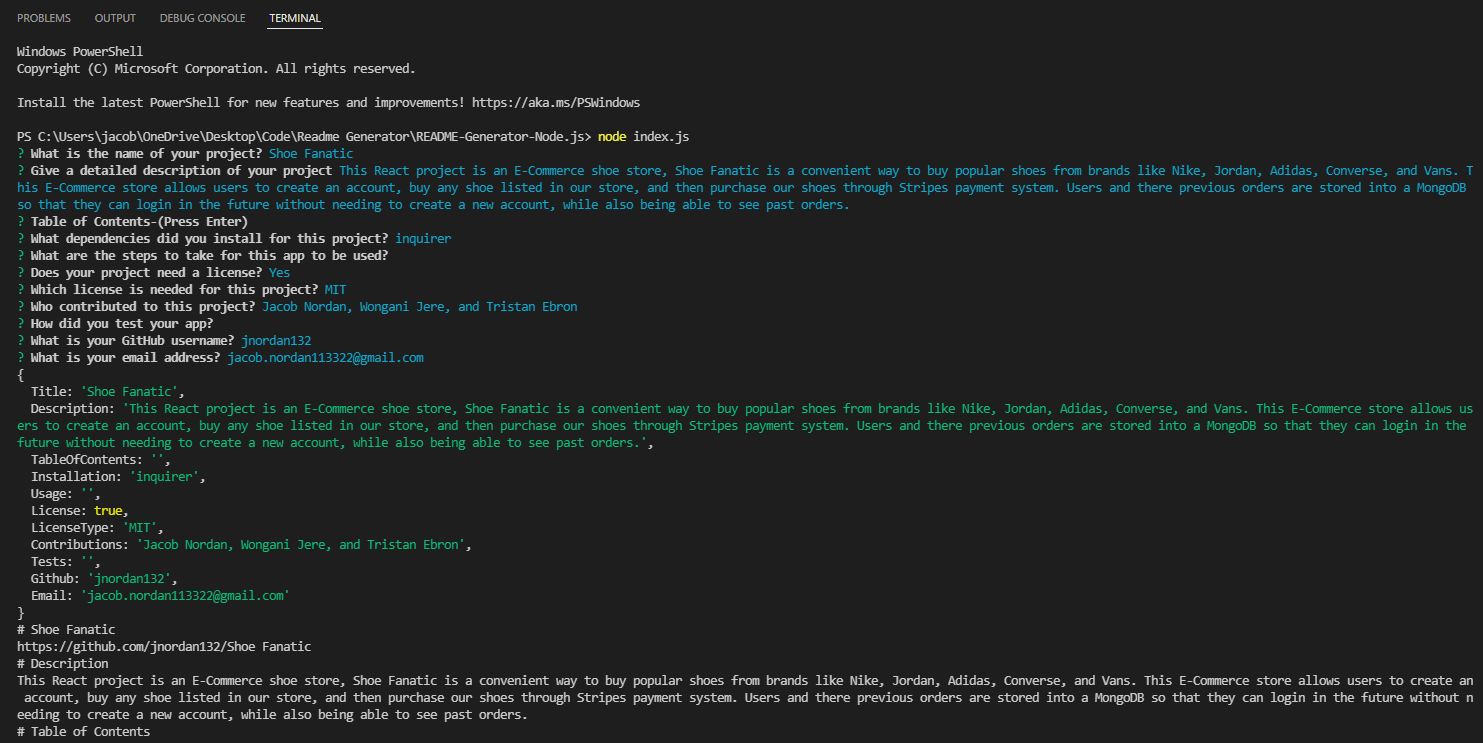 PROBLEMS OUTPUT DEBUG CONSOLE TERMINAL
Windows PowerShell
Copyright (C) Microsoft Corporation. All rights reserved.
Install the latest PowerShell for new features and improvements! https://aka.ms/PSWindows
PS C:\Users\jacob\OneDrive\Desktop\Code\Readme Generator\README-Generator-Node.js> node index.js
? What is the name of your project? Shoe Fanatic
? Give a detailed description of your project This React project is an E-Commerce shoe store, Shoe Fanatic is a convenient way to buy popular shoes from brands like Nike, Jordan, Adidas, Converse, and Vans. T
his E-Commerce store allows users to create an account, buy any shoe listed in our store, and then purchase our shoes through Stripes payment system. Users and there previous orders are stored into a MongoDB
so that they can login in the future without needing to create a new account, while also being able to see past orders.
? Table of Contents-(Press Enter)
? What dependencies did you install for this project? inquirer
? What are the steps to take for this app to be used?
? Does your project need a license? Yes
? Which license is needed for this project? MIT
? Who contributed to this project? Jacob Nordan, Wongani Jere, and Tristan Ebron
? How did you test your app?
? What is your GitHub username? jnordan132
? What is your email address? jacob.nordan113322@gmail.com
{
  Title: 'Shoe Fanatic',
  Description: 'This React project is an E-Commerce shoe store, Shoe Fanatic is a convenient way to buy popular shoes from brands like Nike, Jordan, Adidas, Converse, and Vans. This E-Commerce store allows us
ers to create an account, buy any shoe listed in our store, and then purchase our shoes through Stripes payment system. Users and there previous orders are stored into a MongoDB so that they can login in the
future without needing to create a new account, while also being able to see past orders.',
  TableOfContents: '',
  Installation: 'inquirer',
  Usage: '',
  License: true,
  LicenseType: 'MIT',
  Contributions: 'Jacob Nordan, Wongani Jere, and Tristan Ebron',
  Tests: '',
  Github: 'jnordan132',
  Email: 'jacob.nordan113322@gmail.com'
}
# Shoe Fanatic
https://github.com/jnordan132/Shoe Fanatic
# Description
This React project is an E-Commerce shoe store, Shoe Fanatic is a convenient way to buy popular shoes from brands like Nike, Jordan, Adidas, Converse, and Vans. This E-Commerce store allows users to create an
 account, buy any shoe listed in our store, and then purchase our shoes through Stripes payment system. Users and there previous orders are stored into a MongoDB so that they can login in the future without n
eeding to create a new account, while also being able to see past orders.
# Table of Contents